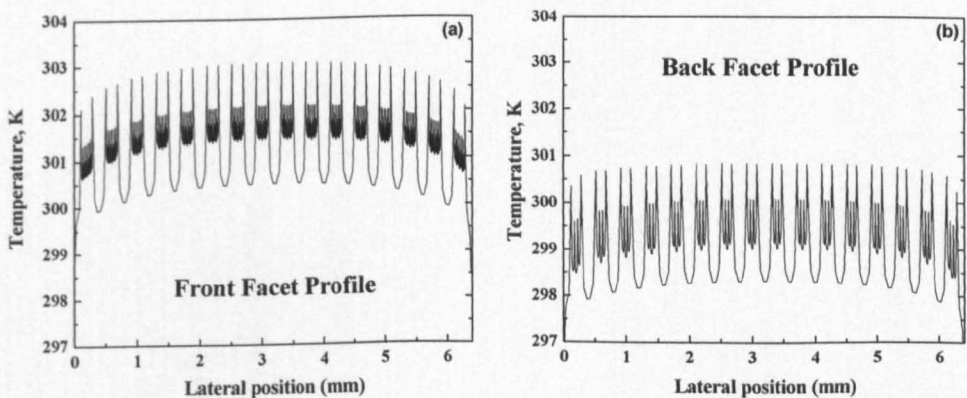 304
303
302
301
300
299
298
297
Temperature, K
(a)
Front Facet Profile
0 1 2 3 4 5 6
Lateral position (mm)
304
303
302
301
300
299
298
297
Temperature, K
(b)
Back Facet Profile
0 1 2 3 4 5 6
Lateral position (mm)